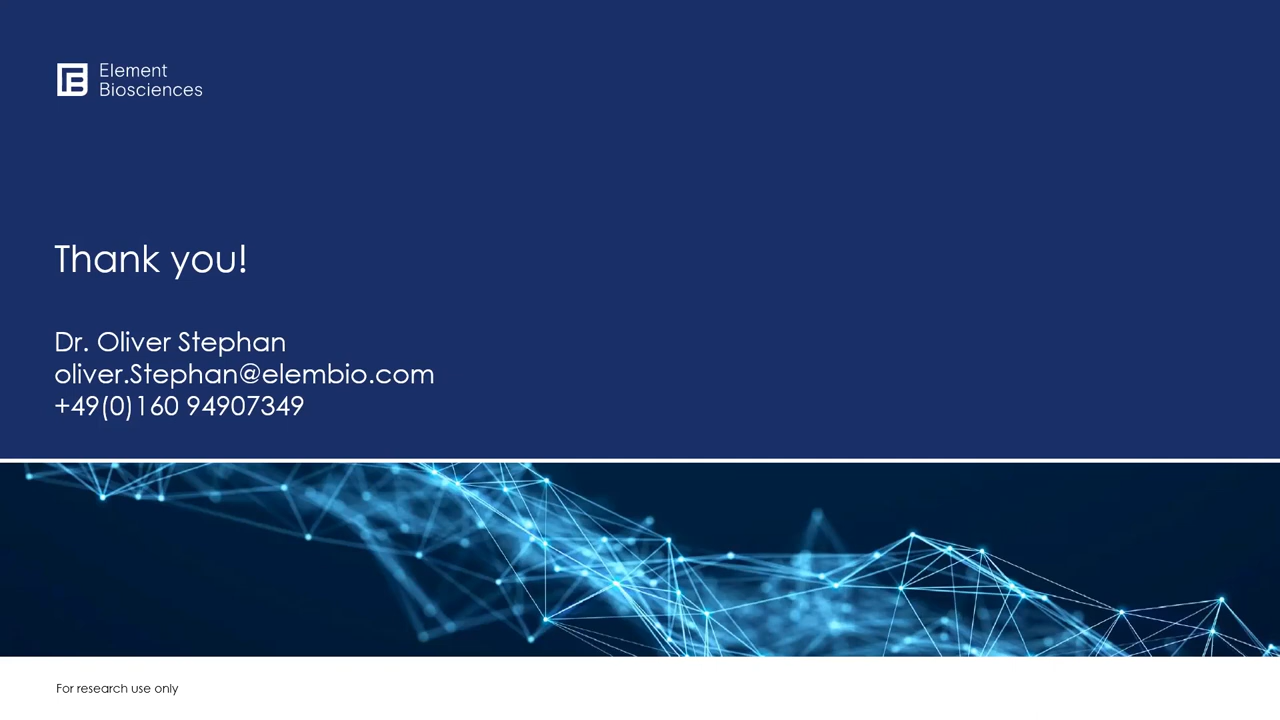 Element
Biosciences
Thank you!
Dr. Oliver Stephan
oliver.Stephan@elembio.com
+49(0)160 94907349
For research use only